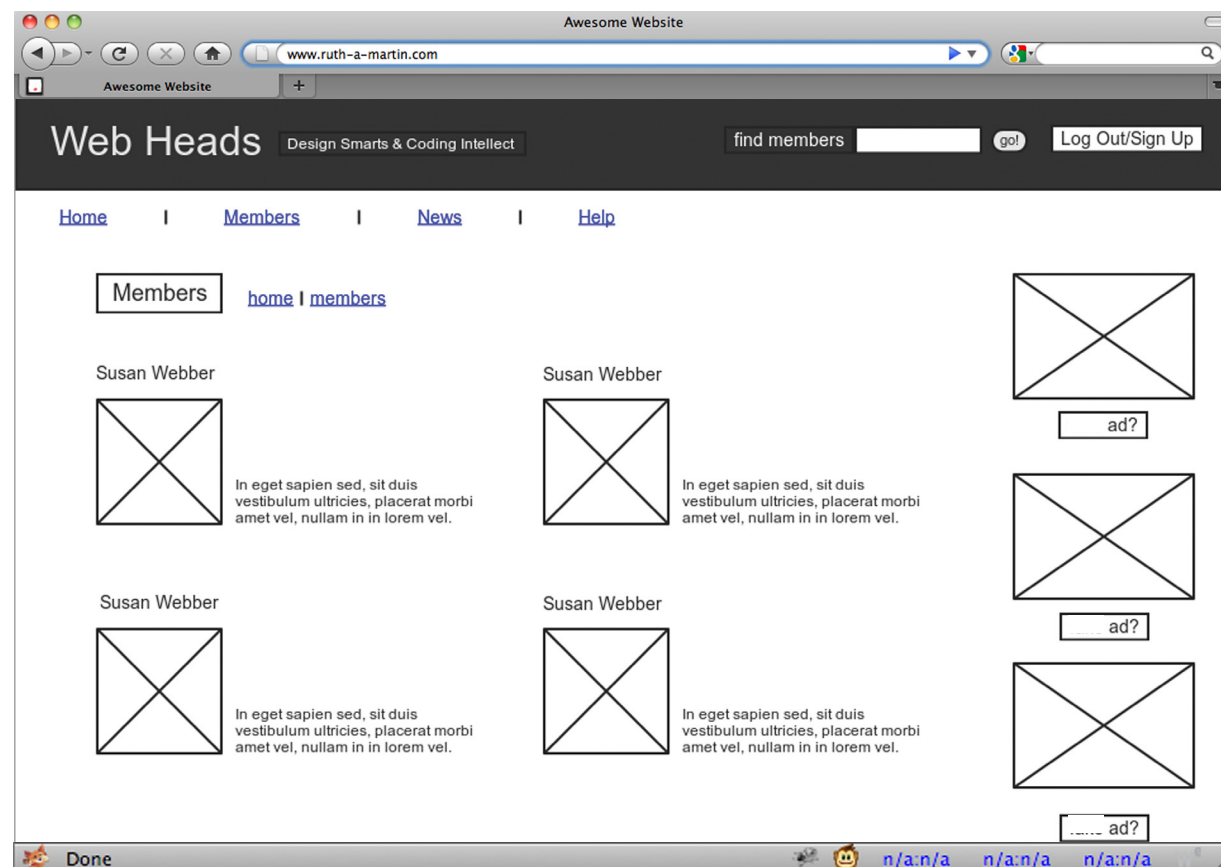 Awesome Website
www.ruth-a-martin.com
Awesome Website +
Web Heads Design Smarts & Coding Intellect find members go! Log Out/Sign Up
Home | Members | News | Help
Members home | members
Susan Webber
In eget sapien sed, sit duis
vestibulum ultricies, placerat morbi
amet vel, nullam in in lorem vel.
Susan Webber
In eget sapien sed, sit duis
vestibulum ultricies, placerat morbi
amet vel, nullam in in lorem vel.
Susan Webber
In eget sapien sed, sit duis
vestibulum ultricies, placerat morbi
amet vel, nullam in in lorem vel.
Susan Webber
In eget sapien sed, sit duis
vestibulum ultricies, placerat morbi
amet vel, nullam in in lorem vel.
ad?
ad?
ad?
Done n/a:n/a n/a:n/a n/a:n/a